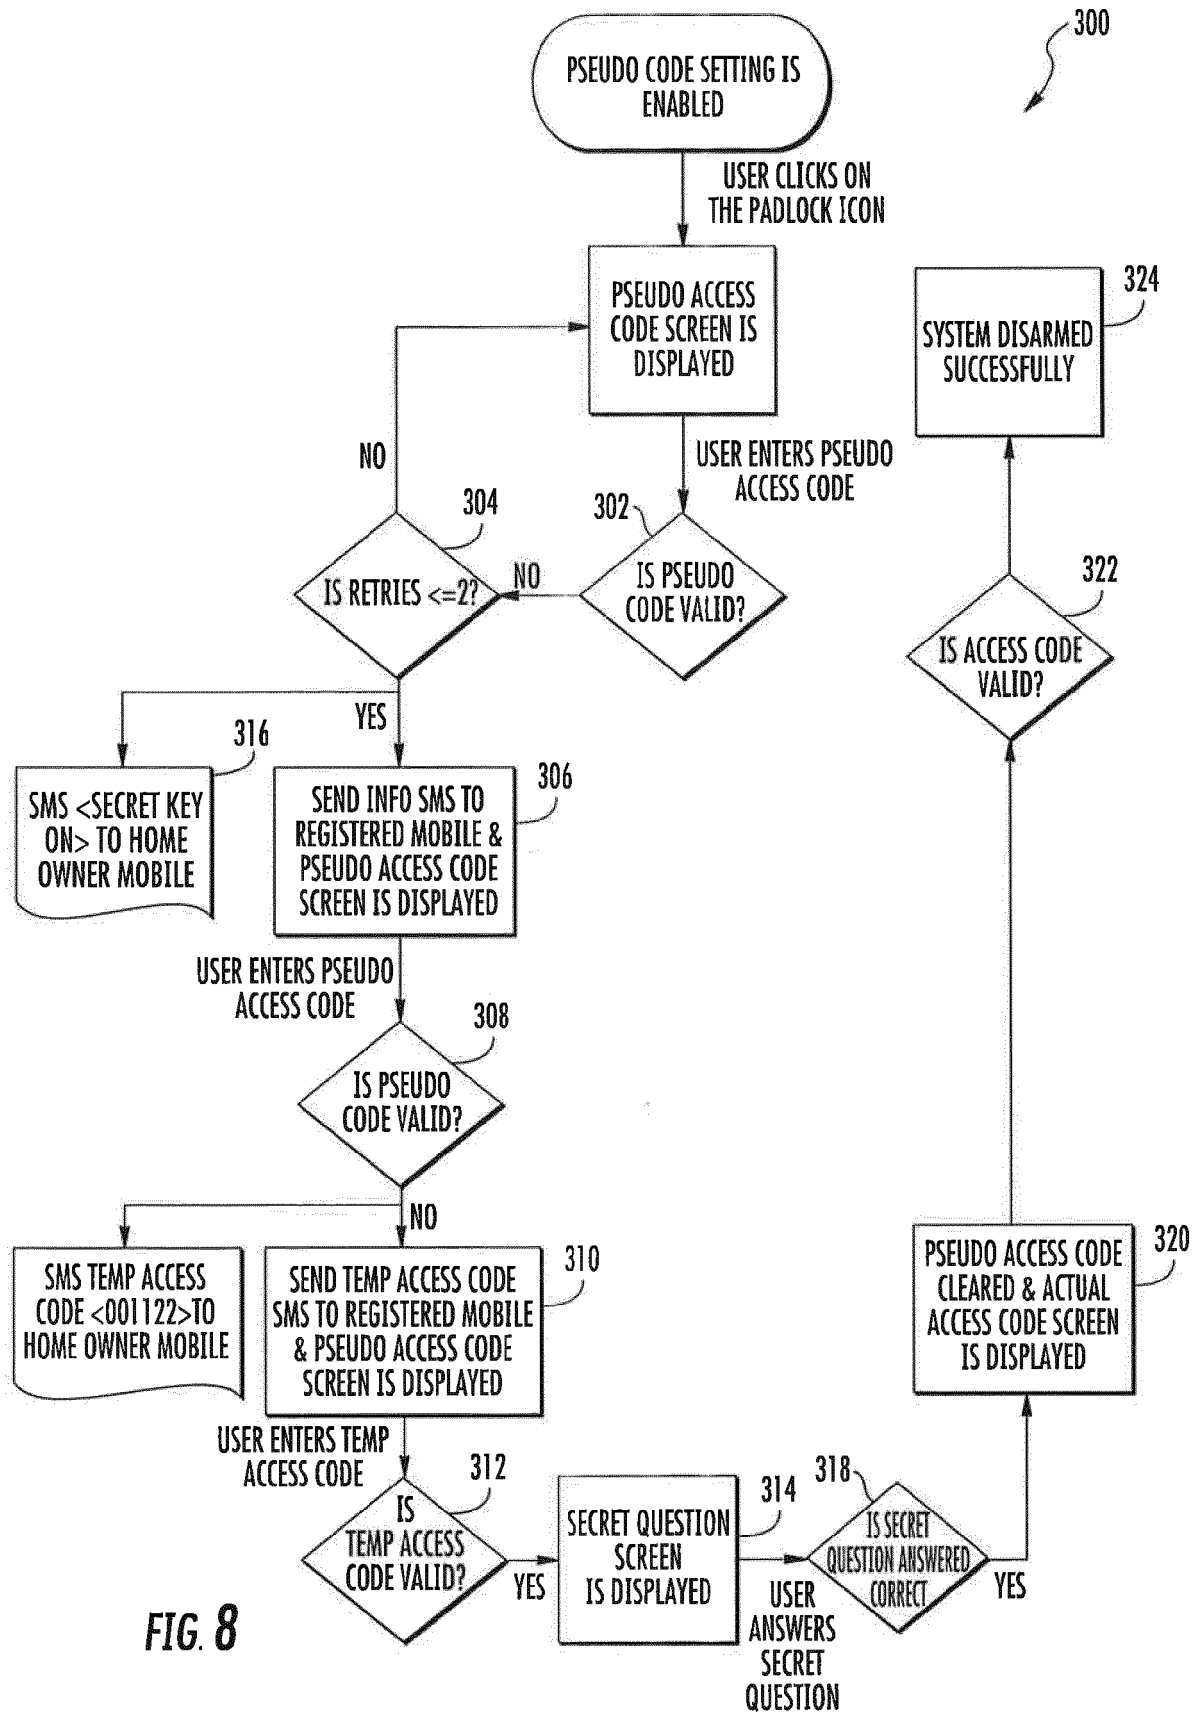 300
PSEUDO CODE SETTING IS
ENABLED
USER CLICKS ON
THE PADLOCK ICON
PSEUDO ACCESS
CODE SCREEN IS
DISPLAYED
324
SYSTEM DISARMED
SUCCESSFULLY
NO
USER ENTERS PSEUDO
ACCESS CODE
304
302
IS RETRIES <=2?
NO
IS PSEUDO
CODE VALID?
322
IS ACCESS CODE
VALID?
YES
316
SMS <SECRET KEY
ON> TO HOME
OWNER MOBILE
306
SEND INFO SMS TO
REGISTERED MOBILE &
PSEUDO ACCESS CODE
SCREEN IS DISPLAYED
USER ENTERS PSEUDO
ACCESS CODE
308
IS PSEUDO
CODE VALID?
NO
SMS TEMP ACCESS
CODE <001122>TO
HOME OWNER MOBILE
310
SEND TEMP ACCESS CODE
SMS TO REGISTERED MOBILE
& PSEUDO ACCESS CODE
SCREEN IS DISPLAYED
320
PSEUDO ACCESS CODE
CLEARED & ACTUAL
ACCESS CODE SCREEN
IS DISPLAYED
USER ENTERS TEMP
ACCESS CODE
312
IS
TEMP ACCESS
CODE VALID?
YES
314
SECRET QUESTION
SCREEN
IS DISPLAYED
USER
ANSWERS
SECRET
QUESTION
318
IS SECRET
QUESTION ANSWERED
CORRECT
YES
FIG. 8